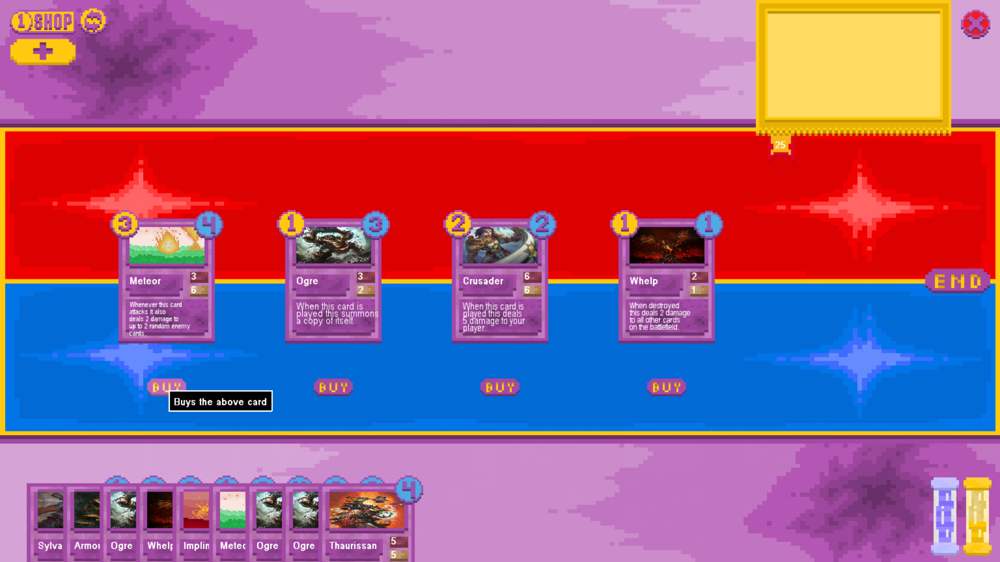 1 SHOP
+
25
3 4
Meteor
3
6
Whenever this card
attacks it also
deals 2 damage to
up to 2 random enemy
cards.
1 3
Ogre
3
2
When this card is
played this summons
a copy of itself.
2 2
Crusader
6
6
When this card is
played this deals
5 damage to your
player.
1 1
Whelp
2
1
When destroyed
this deals 2 damage
to all other cards
on the battlefield.
END
BUY
BUY
BUY
BUY
Buys the above card
4
Sylva
Armou
Ogre
Whelp
Implin
Meteo
Ogre
Ogre
Thaurissan
5
5